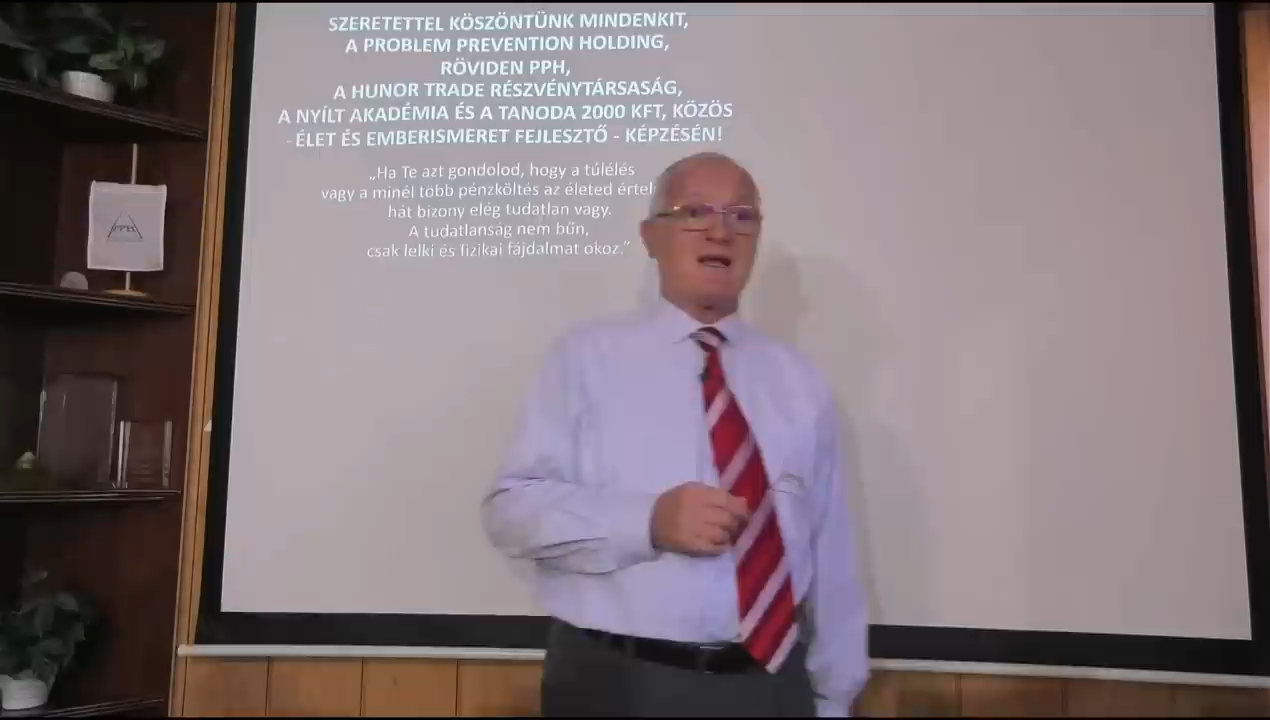 SZERETETTEL KÖSZÖNTÜNK MINDENKIT,
A PROBLEM PREVENTION HOLDING,
RÖVIDEN PPH,
A HUNOR TRADE RÉSZVÉNYTÁRSASÁG,
A NYÍLT AKADÉMIA ÉS A TANODA 2000 KFT, KÖZÖS
- ÉLET ÉS EMBERISMERET FEJLESZTŐ - KÉPZÉSÉN!
„Ha Te azt gondolod, hogy a túlélés
vagy a minél több pénzköltés az életed
hát bizony elég tudatlan vagy.
A tudatlanság nem bűn,
csak lelki és fizikai fájdalmat okoz."